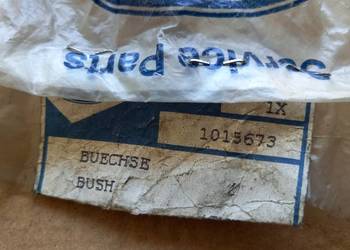 Service Parts
1X
1015673
BUECHSE
BUSH